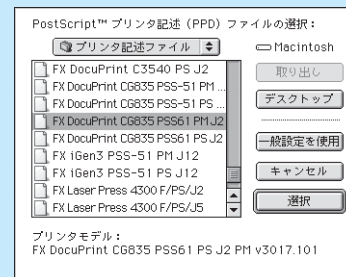 PostScript™ プリンタ記述（PPD）ファイルの選択：
プリンタ記述ファイル
Macintosh
FX DocuPrint C3540 PS J2
FX DocuPrint CG835 PSS-51 PM ...
FX DocuPrint CG835 PSS-51 PS ...
FX DocuPrint CG835 PSS61 PM J2
FX DocuPrint CG835 PSS61 PS J2
FX iGen3 PSS-51 PM J12
FX iGen3 PSS-51 PS J12
FX Laser Press 4300 F/PS/J2
FX Laser Press 4300 F/PS/J5
取り出し
デスクトップ
一般設定を使用
キャンセル
選択
プリンタモデル：
FX DocuPrint CG835 PSS61 PS J2 PM v3017.101